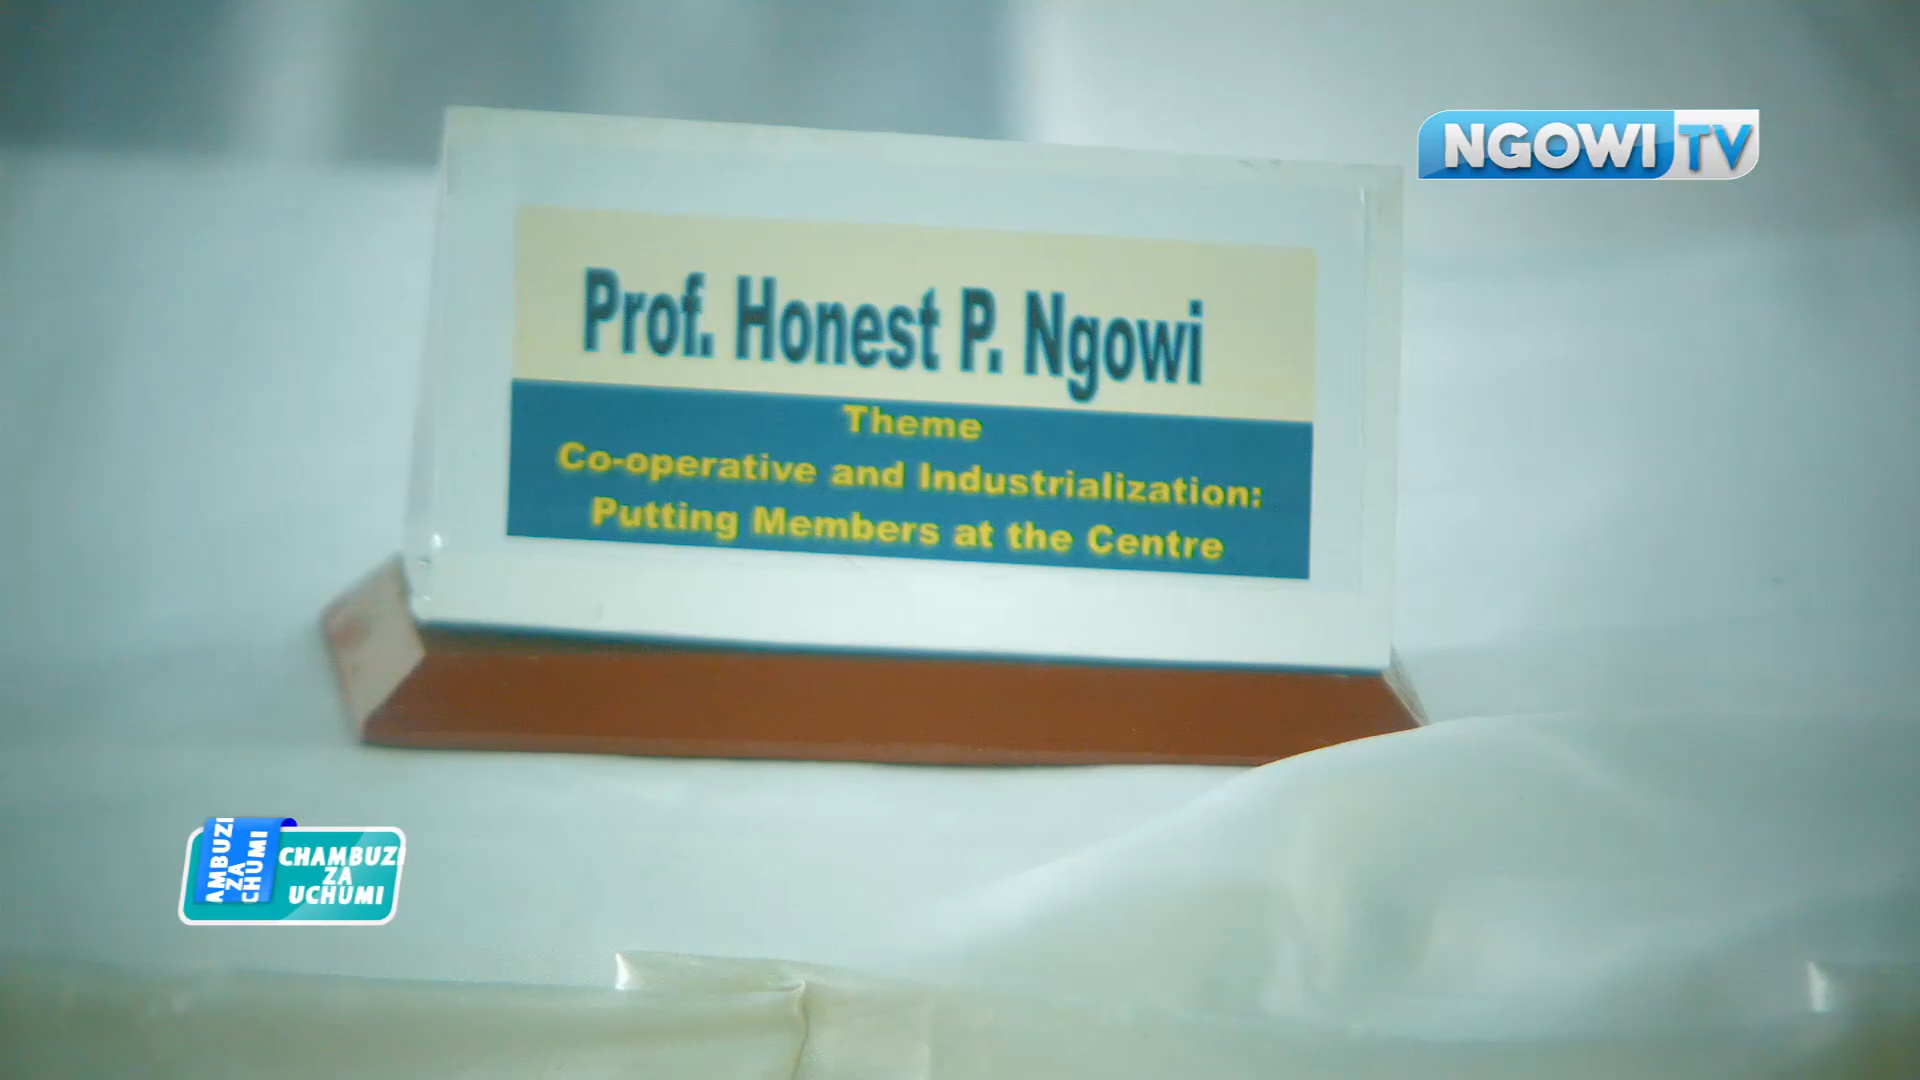 NGOWI TV
Prof. Honest P. Ngowi
Theme
Co-operative and Industrialization:
Putting Members at the Centre
AMBUZI
ZA
CHUMI
CHAMBUZI
ZA
UCHUMI